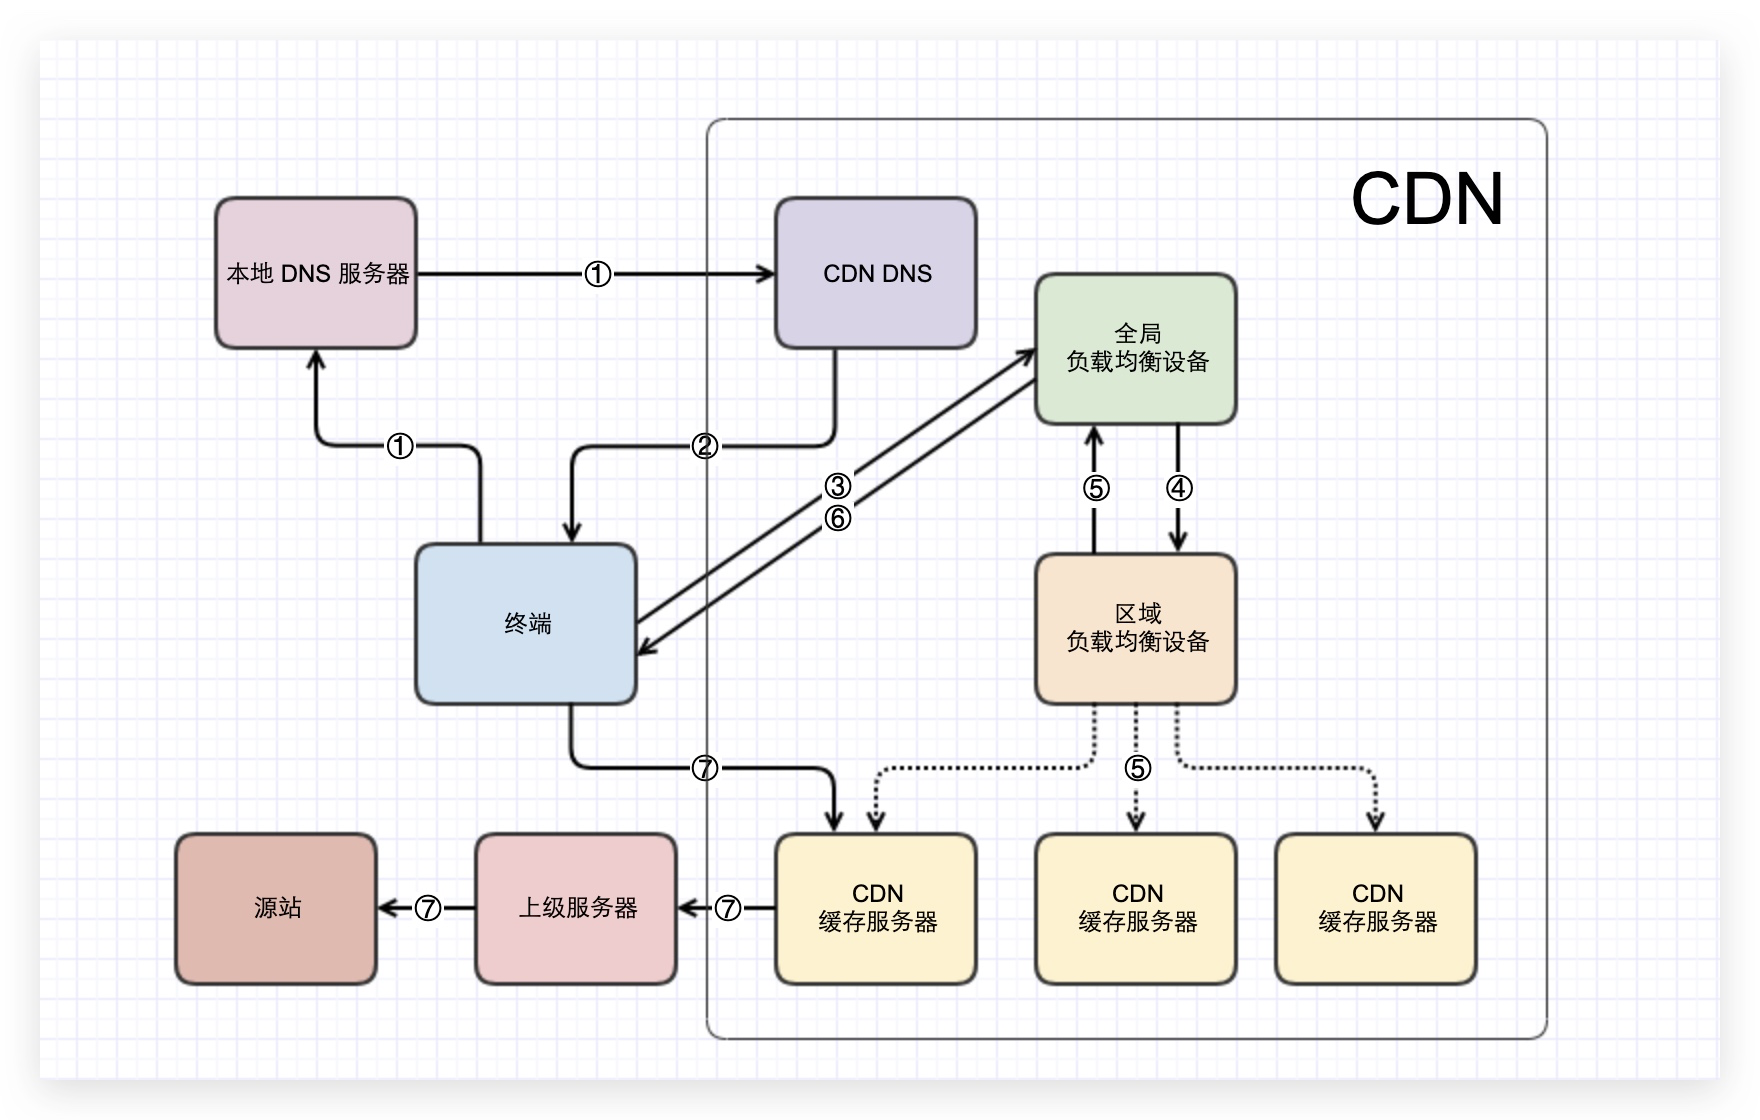 CDN
本地 DNS 服务器
①
CDN DNS
全局
负载均衡设备
①
②
③
⑥
⑤
④
终端
区域
负载均衡设备
⑦
⑤
源站
⑦
上级服务器
⑦
CDN
缓存服务器
CDN
缓存服务器
CDN
缓存服务器